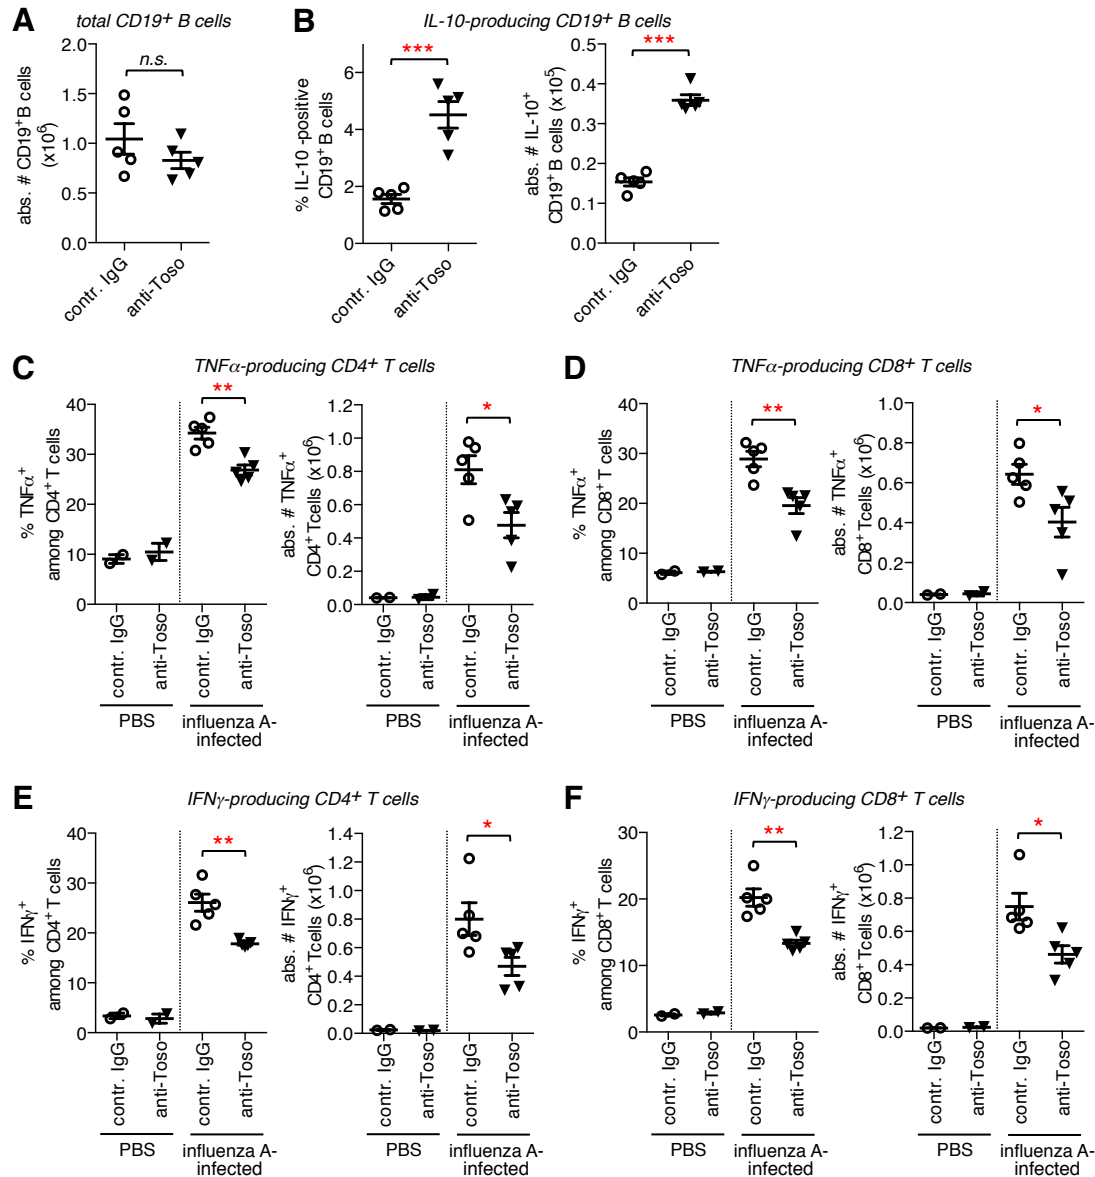 A total CD19+ B cells
abs. # CD19+B cells
(x10⁶)
2.0
1.5
1.0
0.5
0.0
n.s.
contr. IgG
anti-Toso
B IL-10-producing CD19+ B cells
% IL-10 -positive
CD19+ B cells
6
4
2
0
***
contr. IgG
anti-Toso
abs. # IL-10+
CD19+ B cells (x10⁵)
0.5
0.4
0.3
0.2
0.1
0.0
***
contr. IgG
anti-Toso
C TNFα-producing CD4+ T cells
% TNFα+
among CD4+ T cells
40
30
20
10
0
**
contr. IgG
anti-Toso
contr. IgG
anti-Toso
PBS
influenza A-
infected
abs. # TNFα+
CD4+ Tcells (x10⁶)
1.2
1.0
0.8
0.6
0.4
0.2
0.0
*
contr. IgG
anti-Toso
contr. IgG
anti-Toso
PBS
influenza A-
infected
D TNFα-producing CD8+ T cells
% TNFα+
among CD8+ T cells
40
30
20
10
0
**
contr. IgG
anti-Toso
contr. IgG
anti-Toso
PBS
influenza A-
infected
abs. # TNFα+
CD8+ Tcells (x10⁶)
1.0
0.8
0.6
0.4
0.2
0.0
*
contr. IgG
anti-Toso
contr. IgG
anti-Toso
PBS
influenza A-
infected
E IFNγ-producing CD4+ T cells
% IFNγ+
among CD4+ T cells
40
30
20
10
0
**
contr. IgG
anti-Toso
contr. IgG
anti-Toso
PBS
influenza A-
infected
abs. # IFNγ+
CD4+ Tcells (x10⁶)
1.4
1.2
1.0
0.8
0.6
0.4
0.2
0.0
*
contr. IgG
anti-Toso
contr. IgG
anti-Toso
PBS
influenza A-
infected
F IFNγ-producing CD8+ T cells
% IFNγ+
among CD8+ T cells
30
20
10
0
**
contr. IgG
anti-Toso
contr. IgG
anti-Toso
PBS
influenza A-
infected
abs. # IFNγ+
CD8+ Tcells (x10⁶)
1.2
1.0
0.8
0.6
0.4
0.2
0.0
*
contr. IgG
anti-Toso
contr. IgG
anti-Toso
PBS
influenza A-
infected